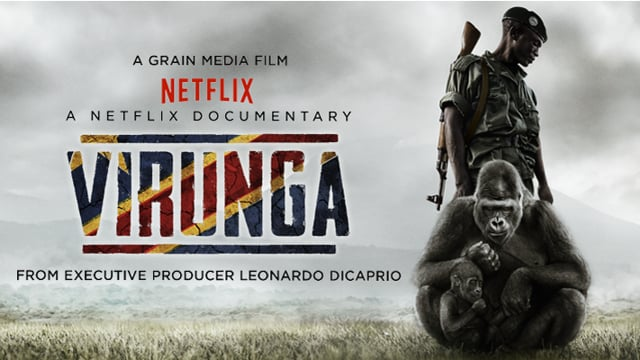 A GRAIN MEDIA FILM
NETFLIX
A NETFLIX DOCUMENTARY
VIRUNGA
FROM EXECUTIVE PRODUCER LEONARDO DICAPRIO